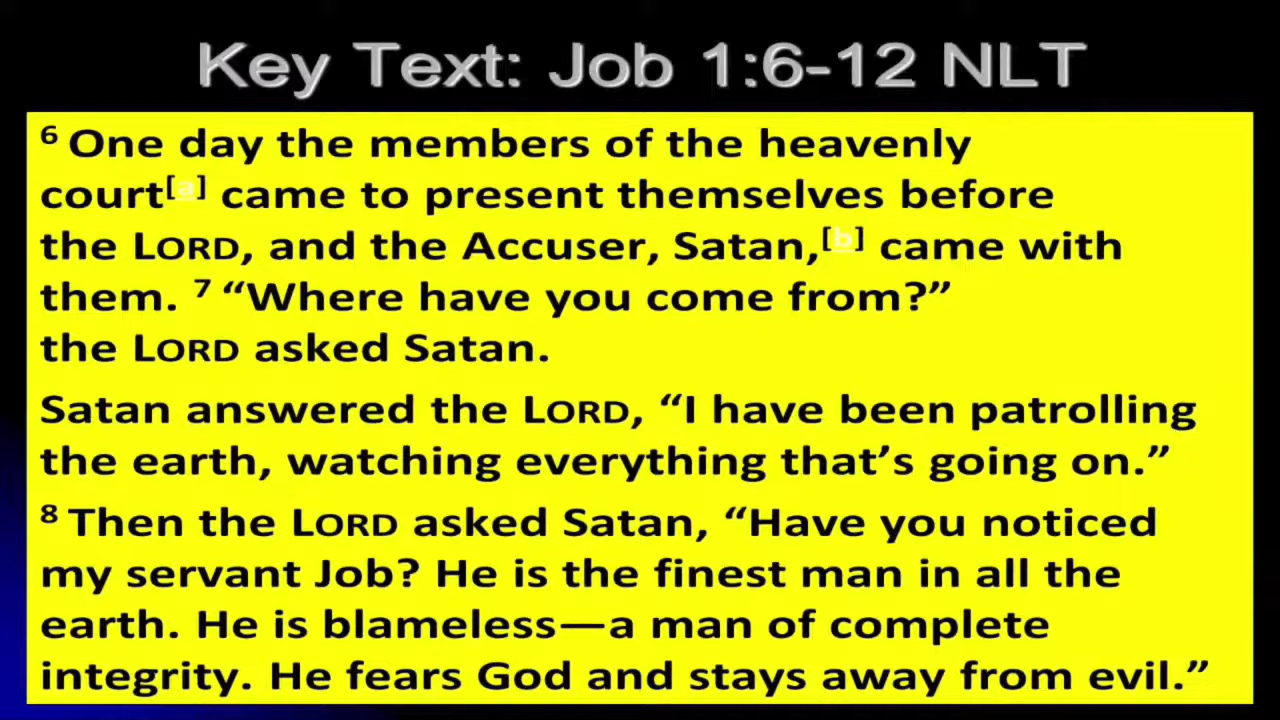 Key Text: Job 1:6-12 NLT
6 One day the members of the heavenly
court[a] came to present themselves before
the LORD, and the Accuser, Satan,[b] came with
them. 7 “Where have you come from?”
the LORD asked Satan.
Satan answered the LORD, “I have been patrolling
the earth, watching everything that’s going on.”
8 Then the LORD asked Satan, “Have you noticed
my servant Job? He is the finest man in all the
earth. He is blameless—a man of complete
integrity. He fears God and stays away from evil.”